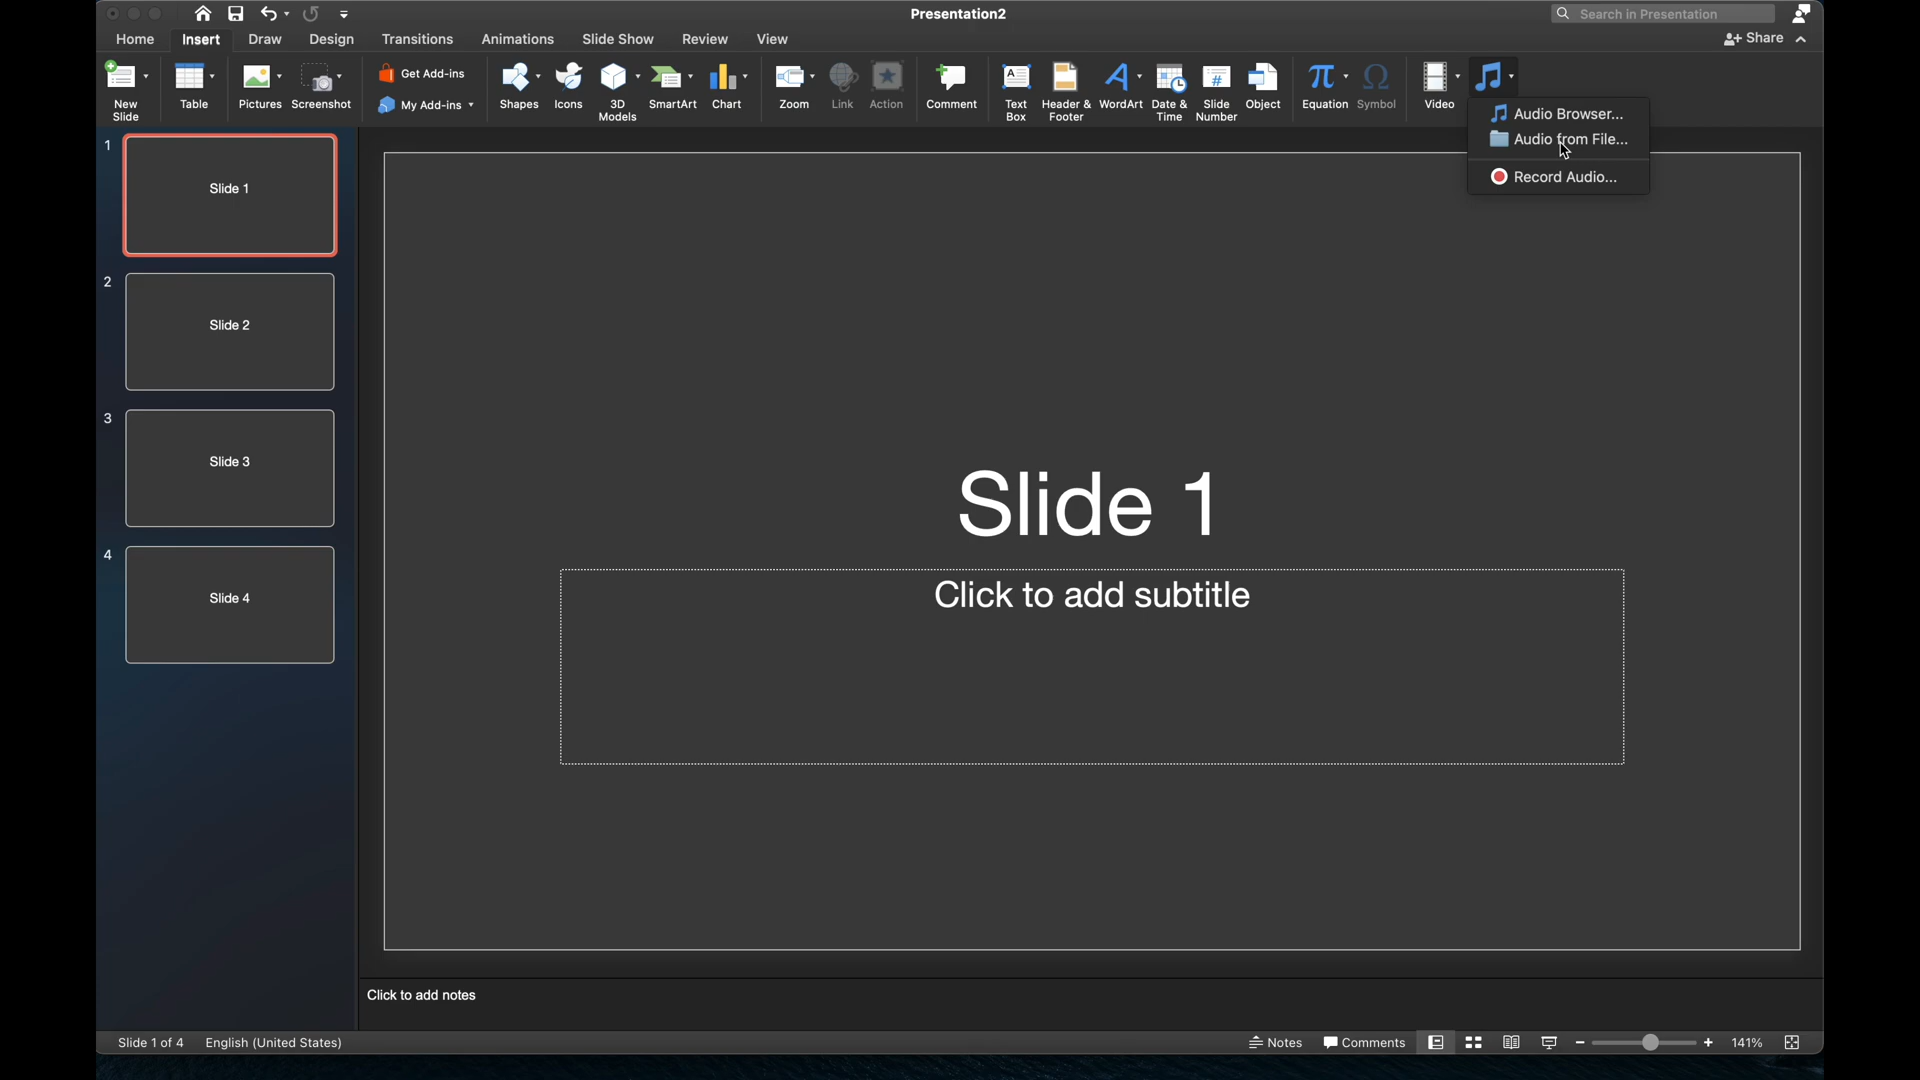 Presentation2
Search in Presentation
Home Insert Draw Design Transitions Animations Slide Show Review View
Share
New Slide
Table
Pictures
Screenshot
Get Add-ins
My Add-ins
Shapes
Icons
3D Models
SmartArt
Chart
Zoom
Link
Action
Comment
Text Box
Header & Footer
WordArt
Date & Time
Slide Number
Object
Equation
Symbol
Video
Audio Browser...
Audio from File...
Record Audio...
1
Slide 1
2
Slide 2
3
Slide 3
4
Slide 4
Slide 1
Click to add subtitle
Click to add notes
Slide 1 of 4 English (United States)
Notes Comments 141%